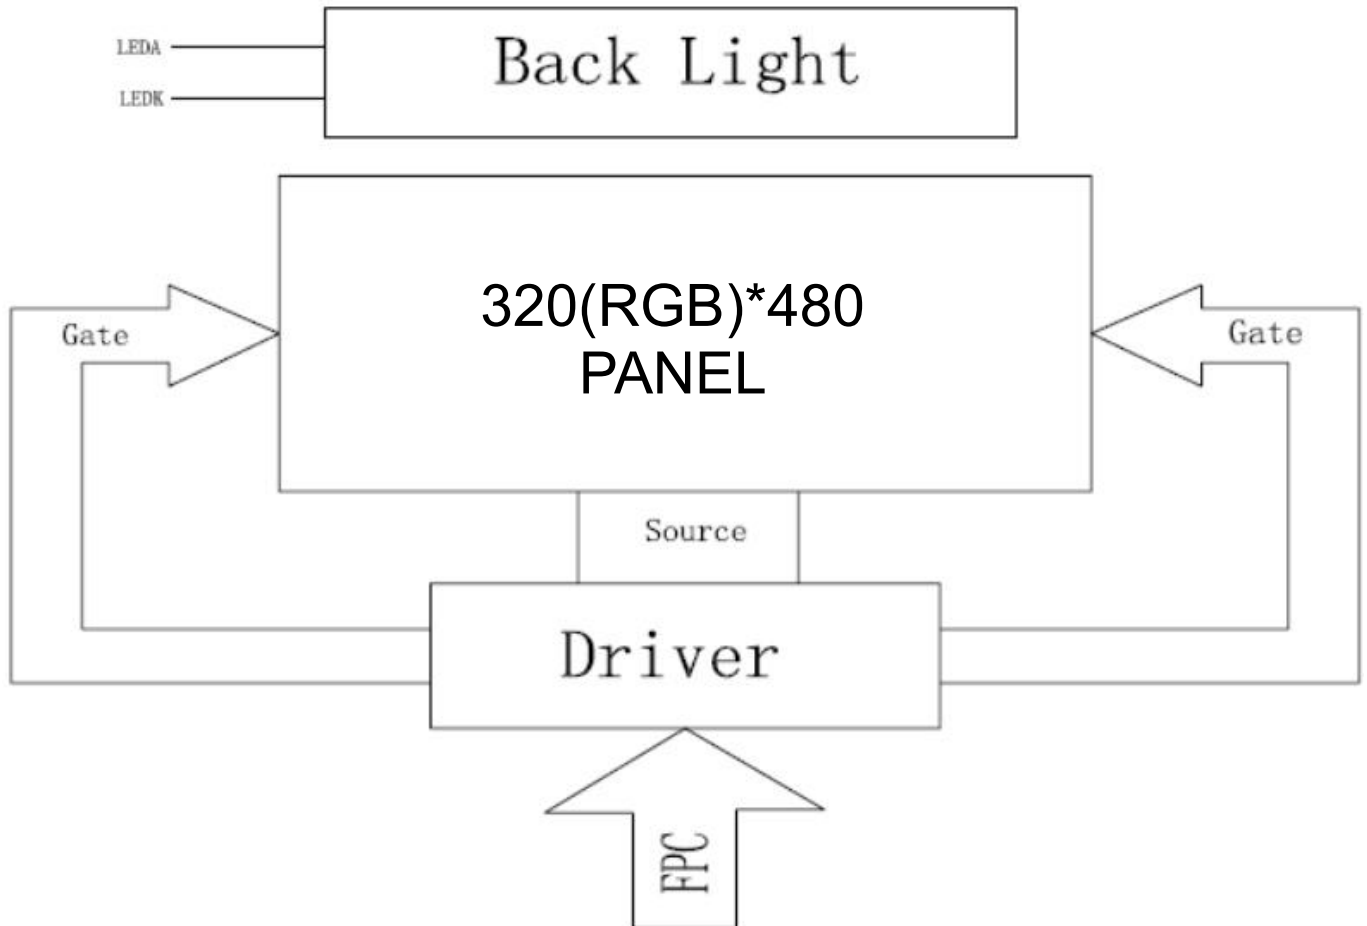 Back Light
LEDA
LEDK
320(RGB)*480
PANEL
Gate
Gate
Source
Driver
FPC